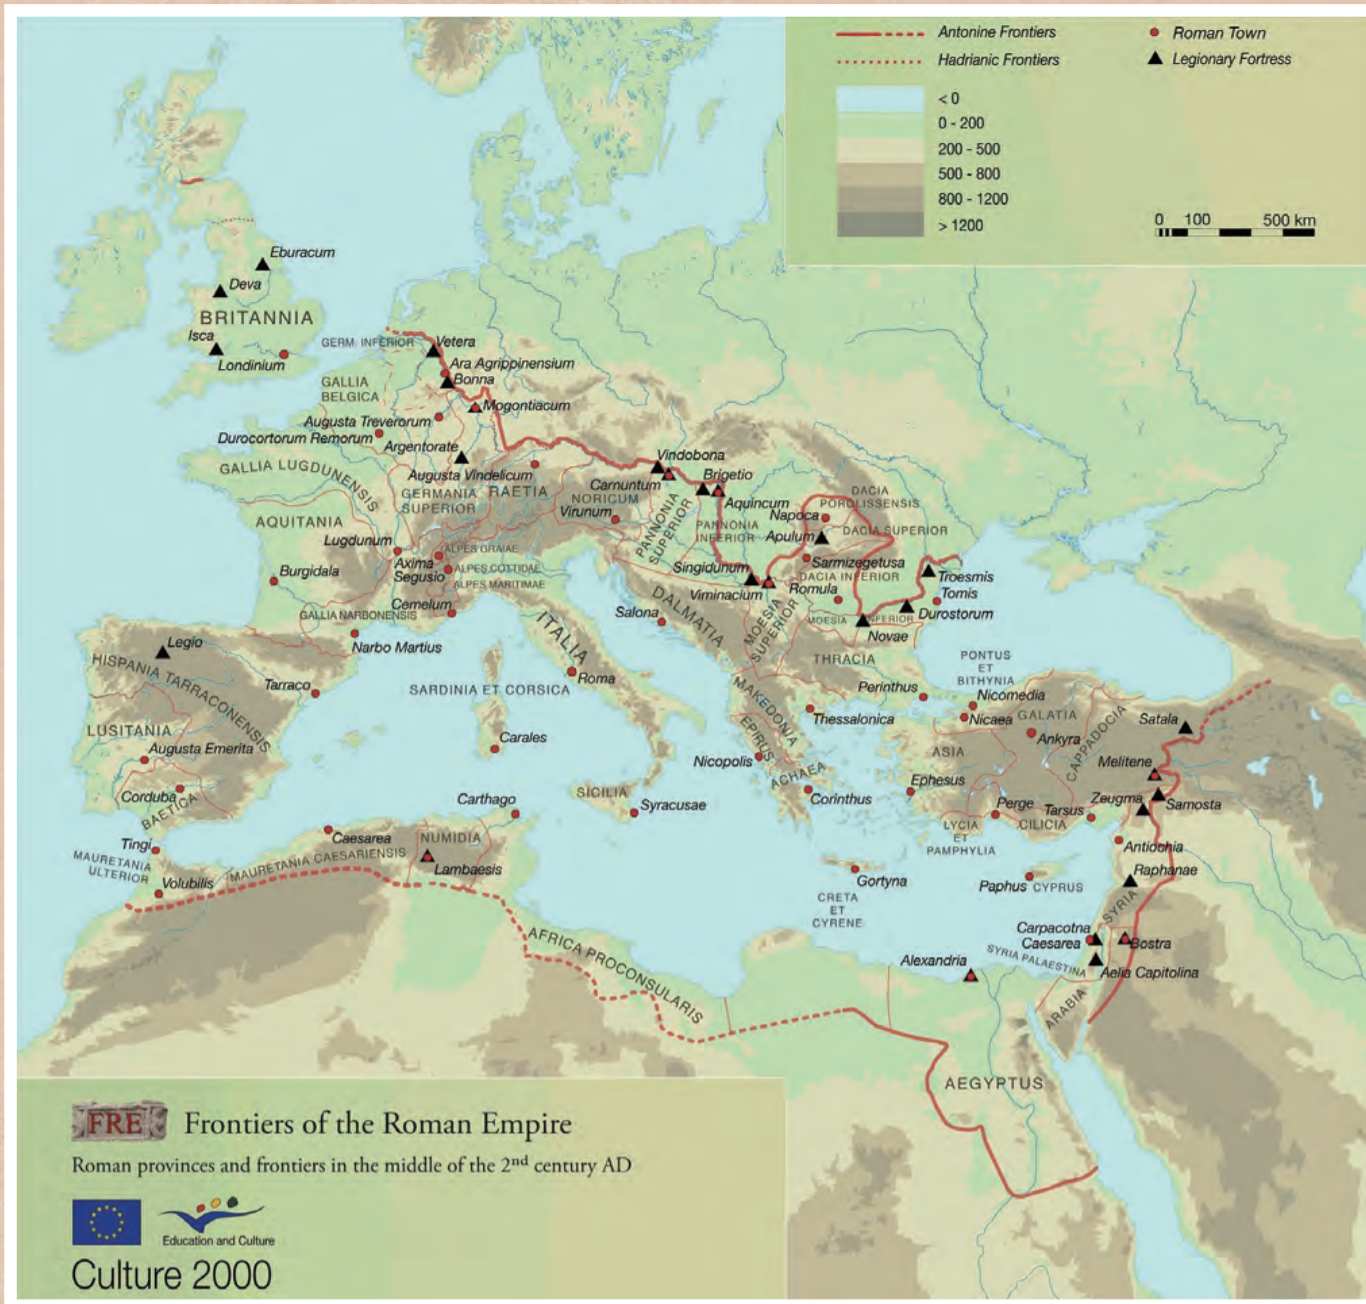 Antonine Frontiers
Roman Town
Hadrianic Frontiers
Legionary Fortress
< 0
0 - 200
200 - 500
500 - 800
800 - 1200
> 1200
0 100 500 km
Eburacum
Deva
BRITANNIA
Isca
Londinium
GERM. INFERIOR
Vetera
Ara Agrippinensium
Bonna
GALLIA
BELGICA
Mogontiacum
Augusta Treverorum
Durocortorum Remorum
Argentorate
Augusta Vindelicum
GALLIA LUGDUNENSIS
GERMANIA
SUPERIOR
RAETIA
NORICUM
Virunum
Vindobona
Carnuntum
Brigetio
Aquincum
PANNONIA
SUPERIOR
PANNONIA
INFERIOR
DACIA
POROLISSENSIS
Napoca
DACIA SUPERIOR
Apulum
Sarmizegetusa
DACIA INFERIOR
Singidunum
Viminacium
Romula
Troesmis
Tomis
Durostorum
MOESIA INFERIOR
Novae
MOESIA
SUPERIOR
AQUITANIA
Lugdunum
Burgidala
Axima
Segusio
ALPES GRAIAE
ALPES COTTIDAE
ALPES MARITIMAE
Cemelum
GALLIA NARBONENSIS
Narbo Martius
DALMATIA
Salona
ITALIA
Roma
Legio
HISPANIA TARRACONENSIS
Tarraco
LUSITANIA
Augusta Emerita
Corduba
BAETICA
SARDINIA ET CORSICA
Carales
THRACIA
Perinthus
PONTUS
ET
BITHYNIA
Nicomedia
Nicaea
GALATIA
Ankyra
CAPPADOCIA
Satala
MAKEDONIA
Thessalonica
EPIRUS
Nicopolis
ACHAEA
Corinthus
ASIA
Ephesus
Melitene
Zeugma
Samosta
Perge
Tarsus
LYCIA
ET
PAMPHYLIA
CILICIA
Antiochia
Raphanae
SICILIA
Syracusae
Carthago
Tingi
Caesarea
NUMIDIA
MAURETANIA
ULTERIOR
MAURETANIA CAESARIENSIS
Lambaesis
Volubilis
Gortyna
CRETA
ET
CYRENE
Paphus
CYPRUS
SYRIA
Carpacotna
Caesarea
Bostra
SYRIA PALAESTINA
Aelia Capitolina
Alexandria
ARABIA
AFRICA PROCONSULARIS
AEGYPTUS
FRE
Frontiers of the Roman Empire
Roman provinces and frontiers in the middle of the 2nd century AD
Education and Culture
Culture 2000